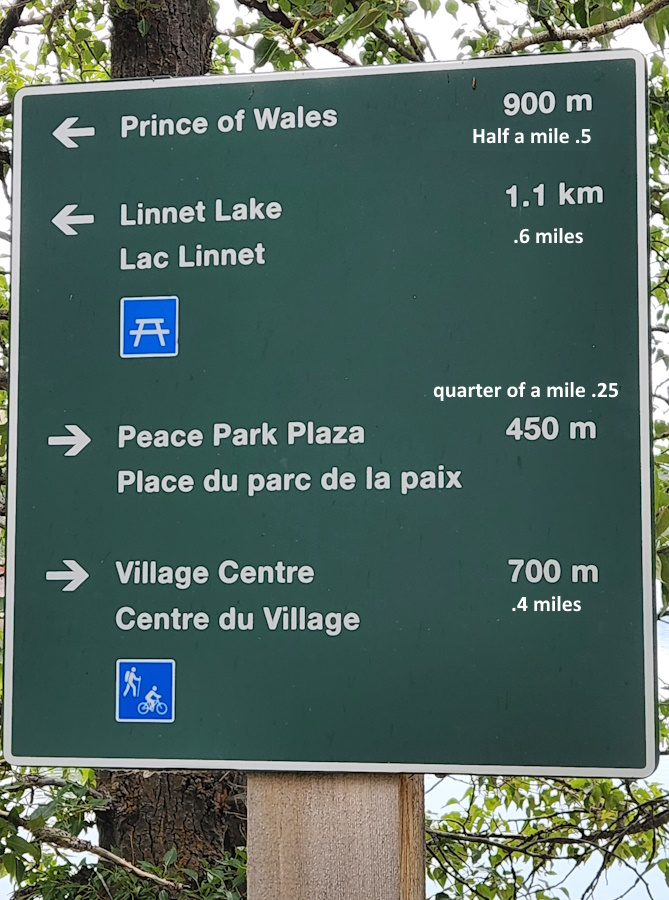 Prince of Wales 900 m
Half a mile .5
Linnet Lake 1.1 km
Lac Linnet .6 miles
quarter of a mile .25
Peace Park Plaza 450 m
Place du parc de la paix
Village Centre 700 m
Centre du Village .4 miles